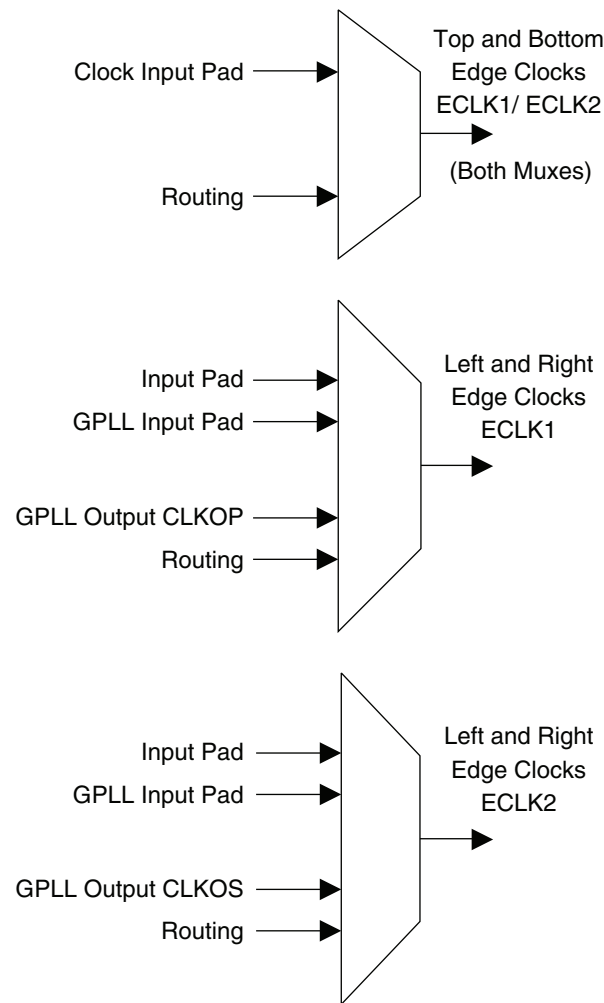 Clock Input Pad
Routing
Top and Bottom
Edge Clocks
ECLK1/ ECLK2
(Both Muxes)
Input Pad
GPLL Input Pad
GPLL Output CLKOP
Routing
Left and Right
Edge Clocks
ECLK1
Input Pad
GPLL Input Pad
GPLL Output CLKOS
Routing
Left and Right
Edge Clocks
ECLK2